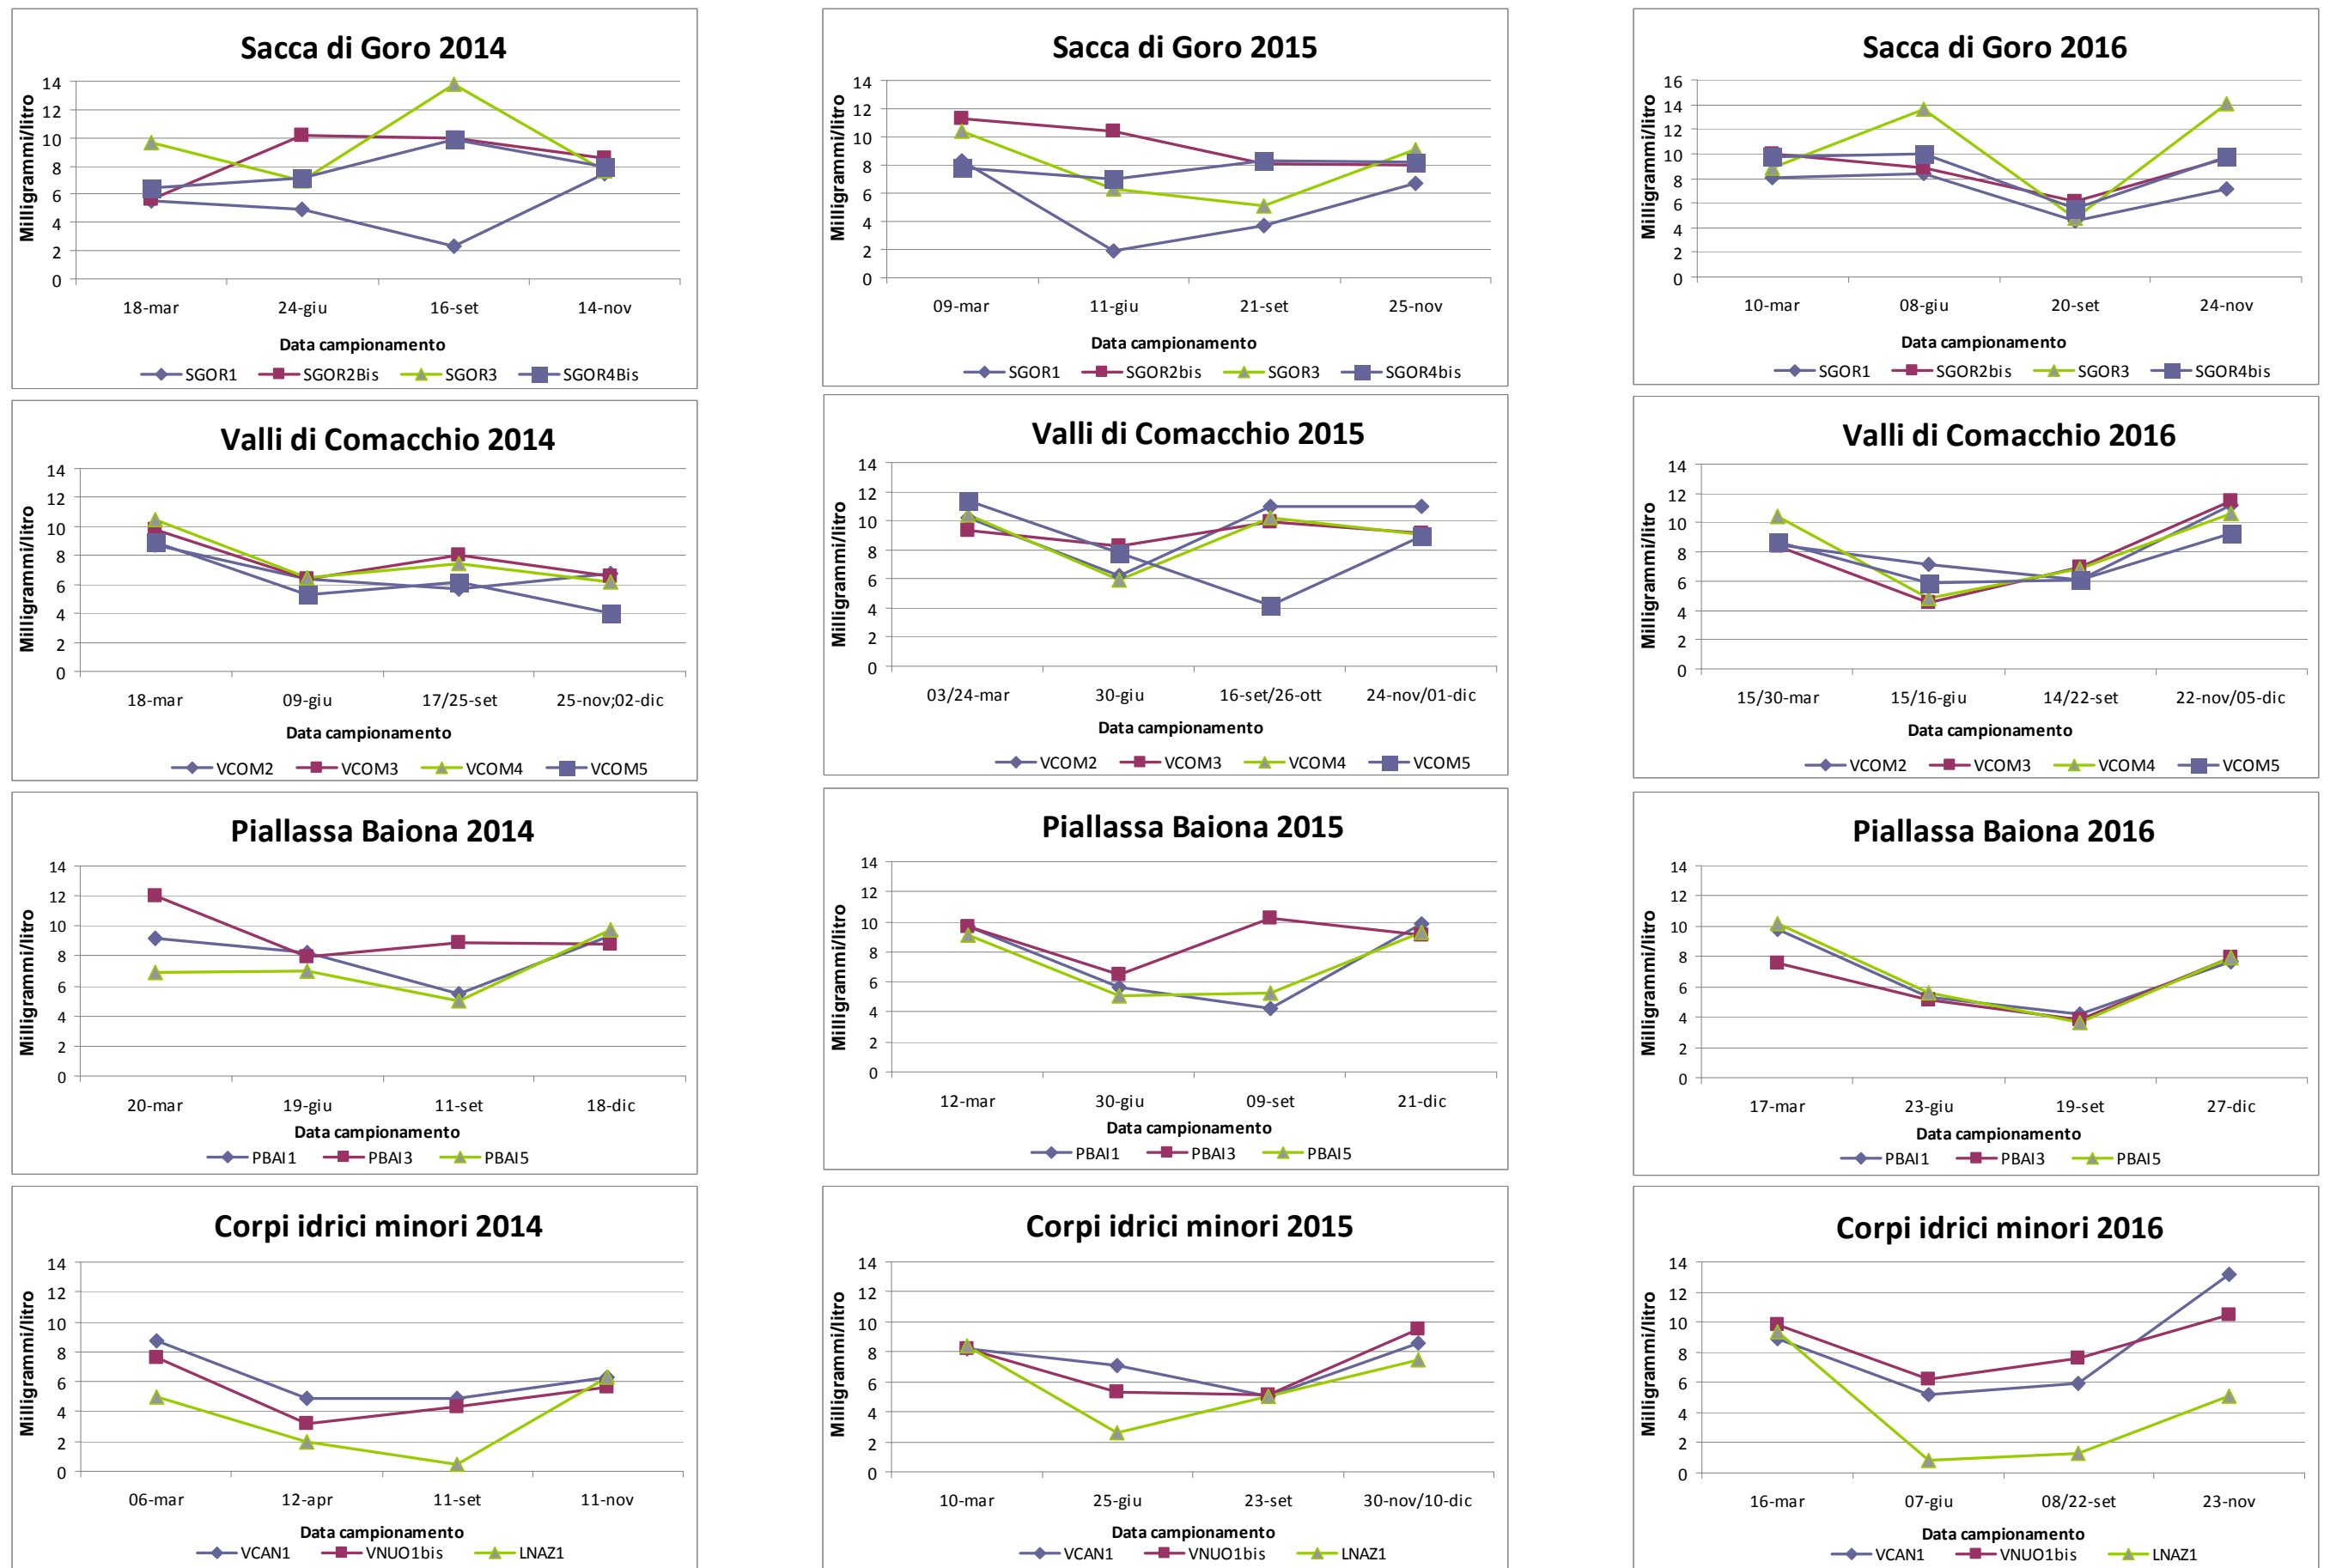 Sacca di Goro 2014
Milligrammi/litro
14
12
10
8
6
4
2
0
18-mar 24-giu 16-set 14-nov
Data campionamento
SGOR1 SGOR2Bis SGOR3 SGOR4Bis
Sacca di Goro 2015
Milligrammi/litro
14
12
10
8
6
4
2
0
09-mar 11-giu 21-set 25-nov
Data campionamento
SGOR1 SGOR2bis SGOR3 SGOR4bis
Sacca di Goro 2016
Milligrammi/litro
16
14
12
10
8
6
4
2
0
10-mar 08-giu 20-set 24-nov
Data campionamento
SGOR1 SGOR2bis SGOR3 SGOR4bis
Valli di Comacchio 2014
Milligrammi/litro
14
12
10
8
6
4
2
0
18-mar 09-giu 17/25-set 25-nov;02-dic
Data campionamento
VCOM2 VCOM3 VCOM4 VCOM5
Valli di Comacchio 2015
Milligrammi/litro
14
12
10
8
6
4
2
0
03/24-mar 30-giu 16-set/26-ott 24-nov/01-dic
Data campionamento
VCOM2 VCOM3 VCOM4 VCOM5
Valli di Comacchio 2016
Milligrammi/litro
14
12
10
8
6
4
2
0
15/30-mar 15/16-giu 14/22-set 22-nov/05-dic
Data campionamento
VCOM2 VCOM3 VCOM4 VCOM5
Piallassa Baiona 2014
Milligrammi/litro
14
12
10
8
6
4
2
0
20-mar 19-giu 11-set 18-dic
Data campionamento
PBAI1 PBAI3 PBAI5
Piallassa Baiona 2015
Milligrammi/litro
14
12
10
8
6
4
2
0
12-mar 30-giu 09-set 21-dic
Data campionamento
PBAI1 PBAI3 PBAI5
Piallassa Baiona 2016
Milligrammi/litro
14
12
10
8
6
4
2
0
17-mar 23-giu 19-set 27-dic
Data campionamento
PBAI1 PBAI3 PBAI5
Corpi idrici minori 2014
Milligrammi/litro
14
12
10
8
6
4
2
0
06-mar 12-apr 11-set 11-nov
Data campionamento
VCAN1 VNUO1bis LNAZ1
Corpi idrici minori 2015
Milligrammi/litro
14
12
10
8
6
4
2
0
10-mar 25-giu 23-set 30-nov/10-dic
Data campionamento
VCAN1 VNUO1bis LNAZ1
Corpi idrici minori 2016
Milligrammi/litro
14
12
10
8
6
4
2
0
16-mar 07-giu 08/22-set 23-nov
Data campionamento
VCAN1 VNUO1bis LNAZ1